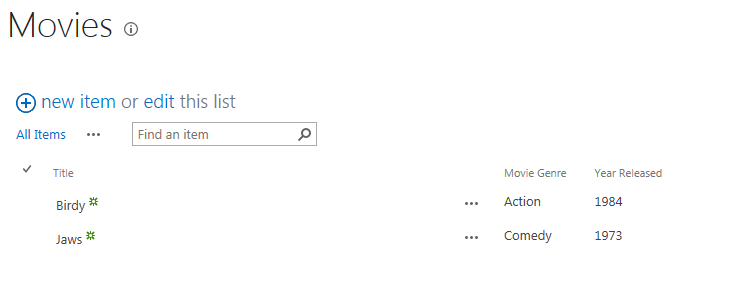 Movies
new item or edit this list
All Items ... Find an item
Title Movie Genre Year Released
Birdy ... Action 1984
Jaws ... Comedy 1973